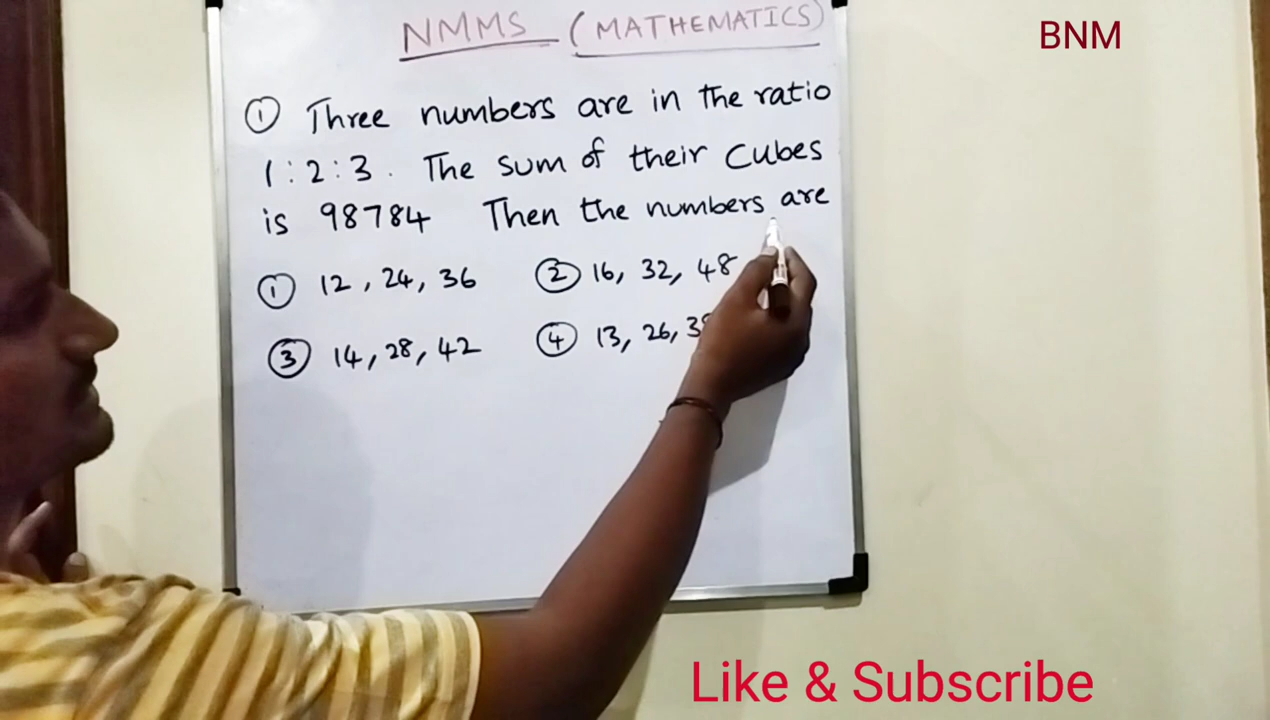 NMMS (MATHEMATICS)
BNM
① Three numbers are in the ratio
1:2:3. The sum of their cubes
is 98784 Then the numbers are
① 12, 24, 36 ② 16, 32, 48
③ 14, 28, 42 ④ 13, 26,
Like & Subscribe